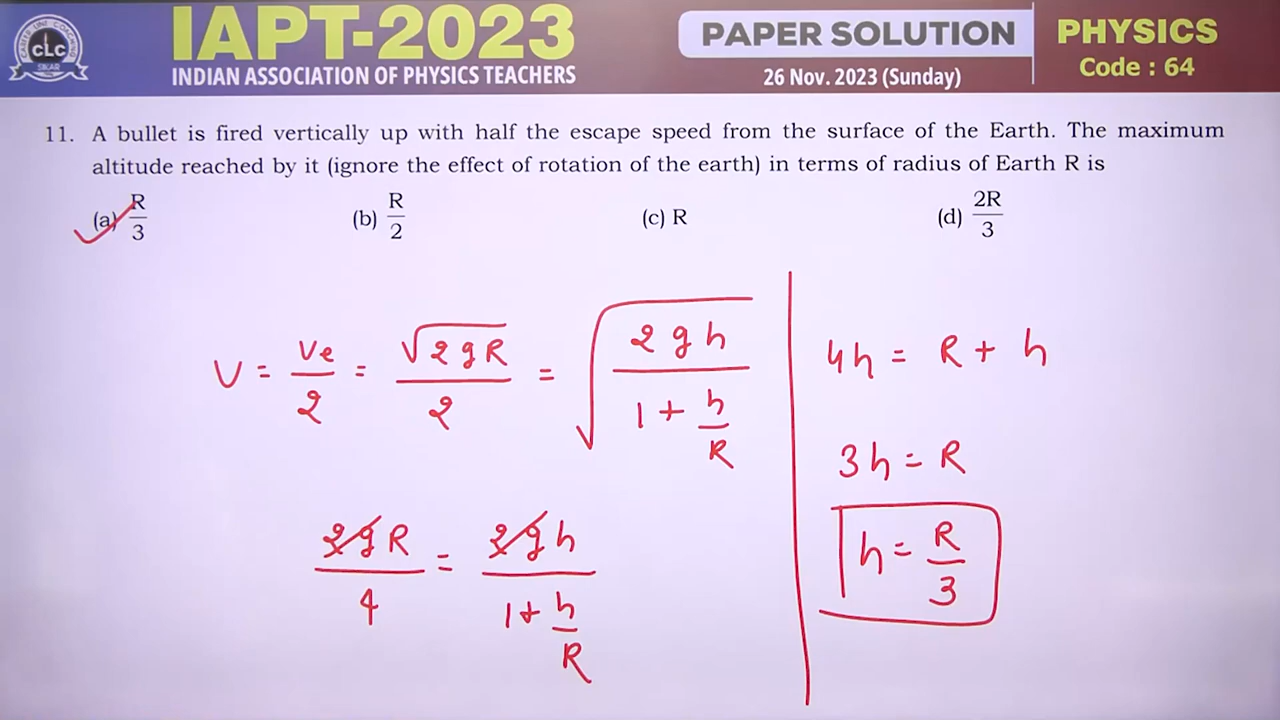 CLC
SIKAR
IAPT-2023
INDIAN ASSOCIATION OF PHYSICS TEACHERS
PAPER SOLUTION
26 Nov. 2023 (Sunday)
PHYSICS
Code : 64
11. A bullet is fired vertically up with half the escape speed from the surface of the Earth. The maximum
altitude reached by it (ignore the effect of rotation of the earth) in terms of radius of Earth R is
(a) R/3 (b) R/2 (c) R (d) 2R/3
V = Ve/2 = √2gR/2 = √(2gh/(1+h/R))
2gR/4 = 2gh/(1+h/R)
4h = R + h
3h = R
h = R/3